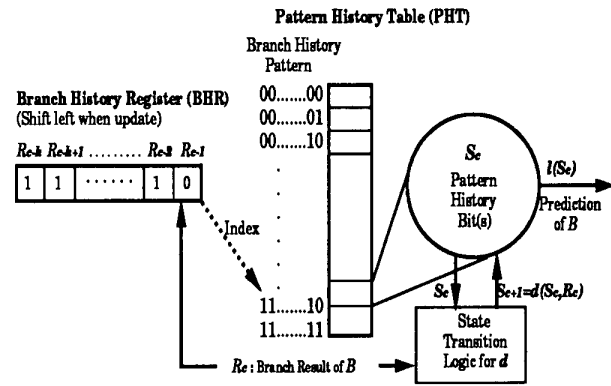 Pattern History Table (PHT)
Branch History
Pattern
Branch History Register (BHR)
(Shift left when update)
Rc-k Rc-k+1 ......... Rc-2 Rc-1
1 1 ...... 1 0
00.......00
00.......01
00.......10
Index
11.......10
11.......11
Sc
Pattern
History
Bit(s)
λ(Sc)
Prediction
of B
Sc
Sc+1=δ(Sc,Rc)
State
Transition
Logic for δ
Rc : Branch Result of B